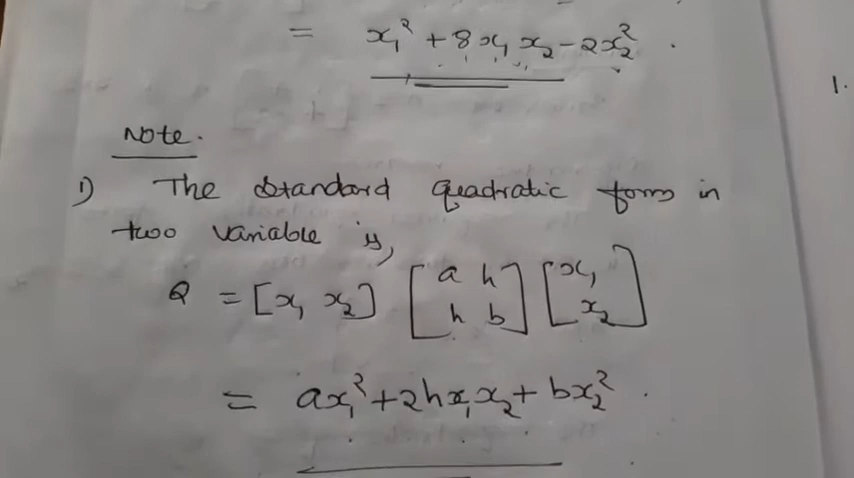 = x₁² + 8x₁x₂ - 2x₂² .
1.
Note.
1) The standard quadratic form in
two variable is,
Q = [x₁ x₂] [a h; h b] [x₁; x₂]
= ax₁² + 2hx₁x₂ + bx₂² .